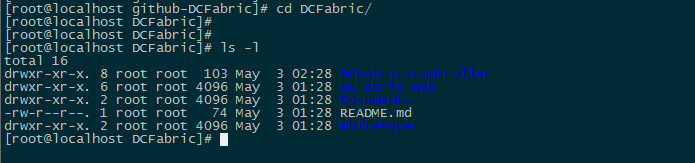 [root@localhost github-DCFabric]# cd DCFabric/
[root@localhost DCFabric]#
[root@localhost DCFabric]#
[root@localhost DCFabric]# ls -l
total 16
drwxr-xr-x. 8 root root  103 May  3 02:28 DCFabric-controller
drwxr-xr-x. 6 root root 4096 May  3 01:28 DCFabric_Web
drwxr-xr-x. 2 root root 4096 May  3 01:28 Documents
-rw-r--r--. 1 root root   74 May  3 01:28 README.md
drwxr-xr-x. 2 root root 4096 May  3 01:28 WhitePaper
[root@localhost DCFabric]#